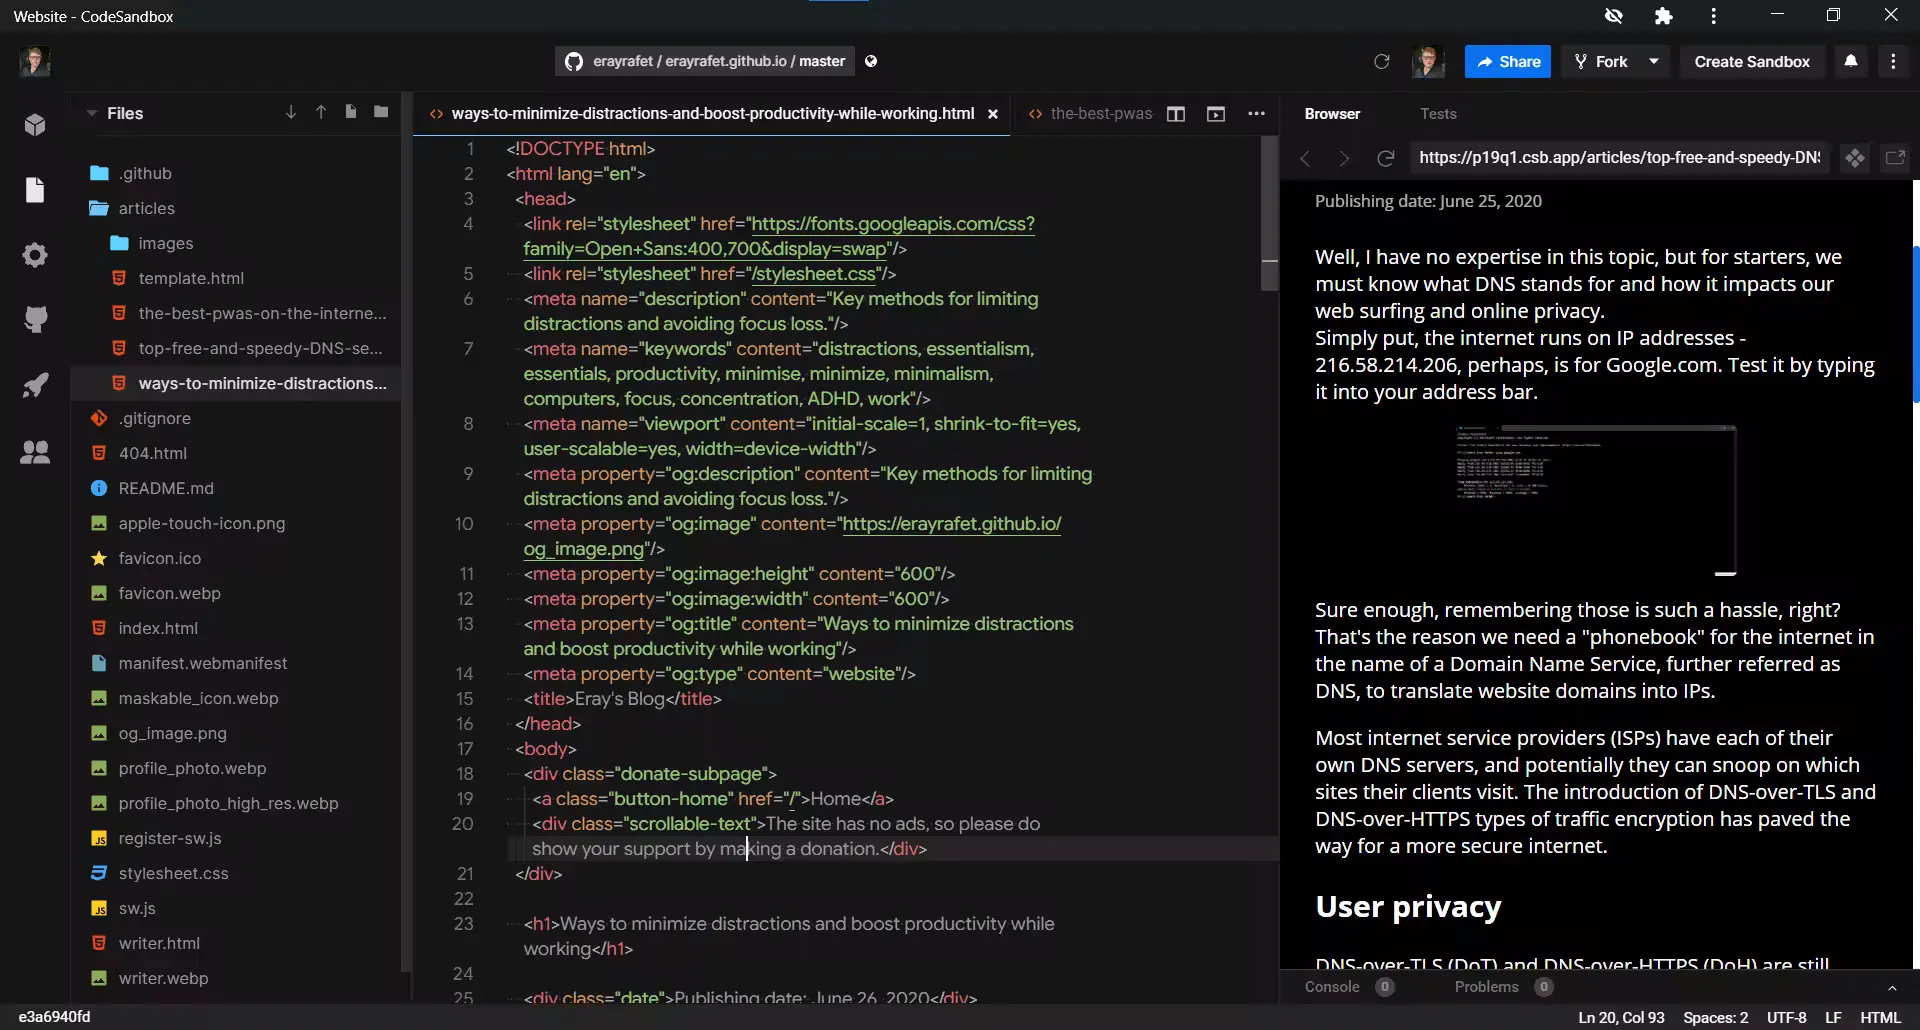 Website - CodeSandbox
erayrafet / erayrafet.github.io / master
Share
Fork
Create Sandbox
Files
.github
articles
images
template.html
the-best-pwas-on-the-interne...
top-free-and-speedy-DNS-se...
ways-to-minimize-distractions...
.gitignore
404.html
README.md
apple-touch-icon.png
favicon.ico
favicon.webp
index.html
manifest.webmanifest
maskable_icon.webp
og_image.png
profile_photo.webp
profile_photo_high_res.webp
register-sw.js
stylesheet.css
sw.js
writer.html
writer.webp
ways-to-minimize-distractions-and-boost-productivity-while-working.html
the-best-pwas
1 <!DOCTYPE html>
2 <html lang="en">
3 <head>
4 <link rel="stylesheet" href="https://fonts.googleapis.com/css?
family=Open+Sans:400,700&display=swap"/>
5 <link rel="stylesheet" href="/stylesheet.css"/>
6 <meta name="description" content="Key methods for limiting
distractions and avoiding focus loss."/>
7 <meta name="keywords" content="distractions, essentialism,
essentials, productivity, minimise, minimize, minimalism,
computers, focus, concentration, ADHD, work"/>
8 <meta name="viewport" content="initial-scale=1, shrink-to-fit=yes,
user-scalable=yes, width=device-width"/>
9 <meta property="og:description" content="Key methods for limiting
distractions and avoiding focus loss."/>
10 <meta property="og:image" content="https://erayrafet.github.io/
og_image.png"/>
11 <meta property="og:image:height" content="600"/>
12 <meta property="og:image:width" content="600"/>
13 <meta property="og:title" content="Ways to minimize distractions
and boost productivity while working"/>
14 <meta property="og:type" content="website"/>
15 <title>Eray's Blog</title>
16 </head>
17 <body>
18 <div class="donate-subpage">
19 <a class="button-home" href="/">Home</a>
20 <div class="scrollable-text">The site has no ads, so please do
show your support by making a donation.</div>
21 </div>
22
23 <h1>Ways to minimize distractions and boost productivity while
working</h1>
24
25 <div class="date">Publishing date: June 26, 2020</div>
Browser
Tests
https://p19q1.csb.app/articles/top-free-and-speedy-DNS
Publishing date: June 25, 2020
Well, I have no expertise in this topic, but for starters, we
must know what DNS stands for and how it impacts our
web surfing and online privacy.
Simply put, the internet runs on IP addresses -
216.58.214.206, perhaps, is for Google.com. Test it by typing
it into your address bar.
Sure enough, remembering those is such a hassle, right?
That's the reason we need a "phonebook" for the internet in
the name of a Domain Name Service, further referred as
DNS, to translate website domains into IPs.
Most internet service providers (ISPs) have each of their
own DNS servers, and potentially they can snoop on which
sites their clients visit. The introduction of DNS-over-TLS and
DNS-over-HTTPS types of traffic encryption has paved the
way for a more secure internet.
User privacy
DNS-over-TLS (DoT) and DNS-over-HTTPS (DoH) are still
Console 0
Problems 0
e3a6940fd
Ln 20, Col 93
Spaces: 2
UTF-8
LF
HTML